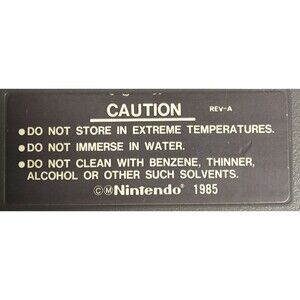 CAUTION REV-A
●DO NOT STORE IN EXTREME TEMPERATURES.
●DO NOT IMMERSE IN WATER.
●DO NOT CLEAN WITH BENZENE, THINNER,
ALCOHOL OR OTHER SUCH SOLVENTS.
ⒸⓂNintendo 1985